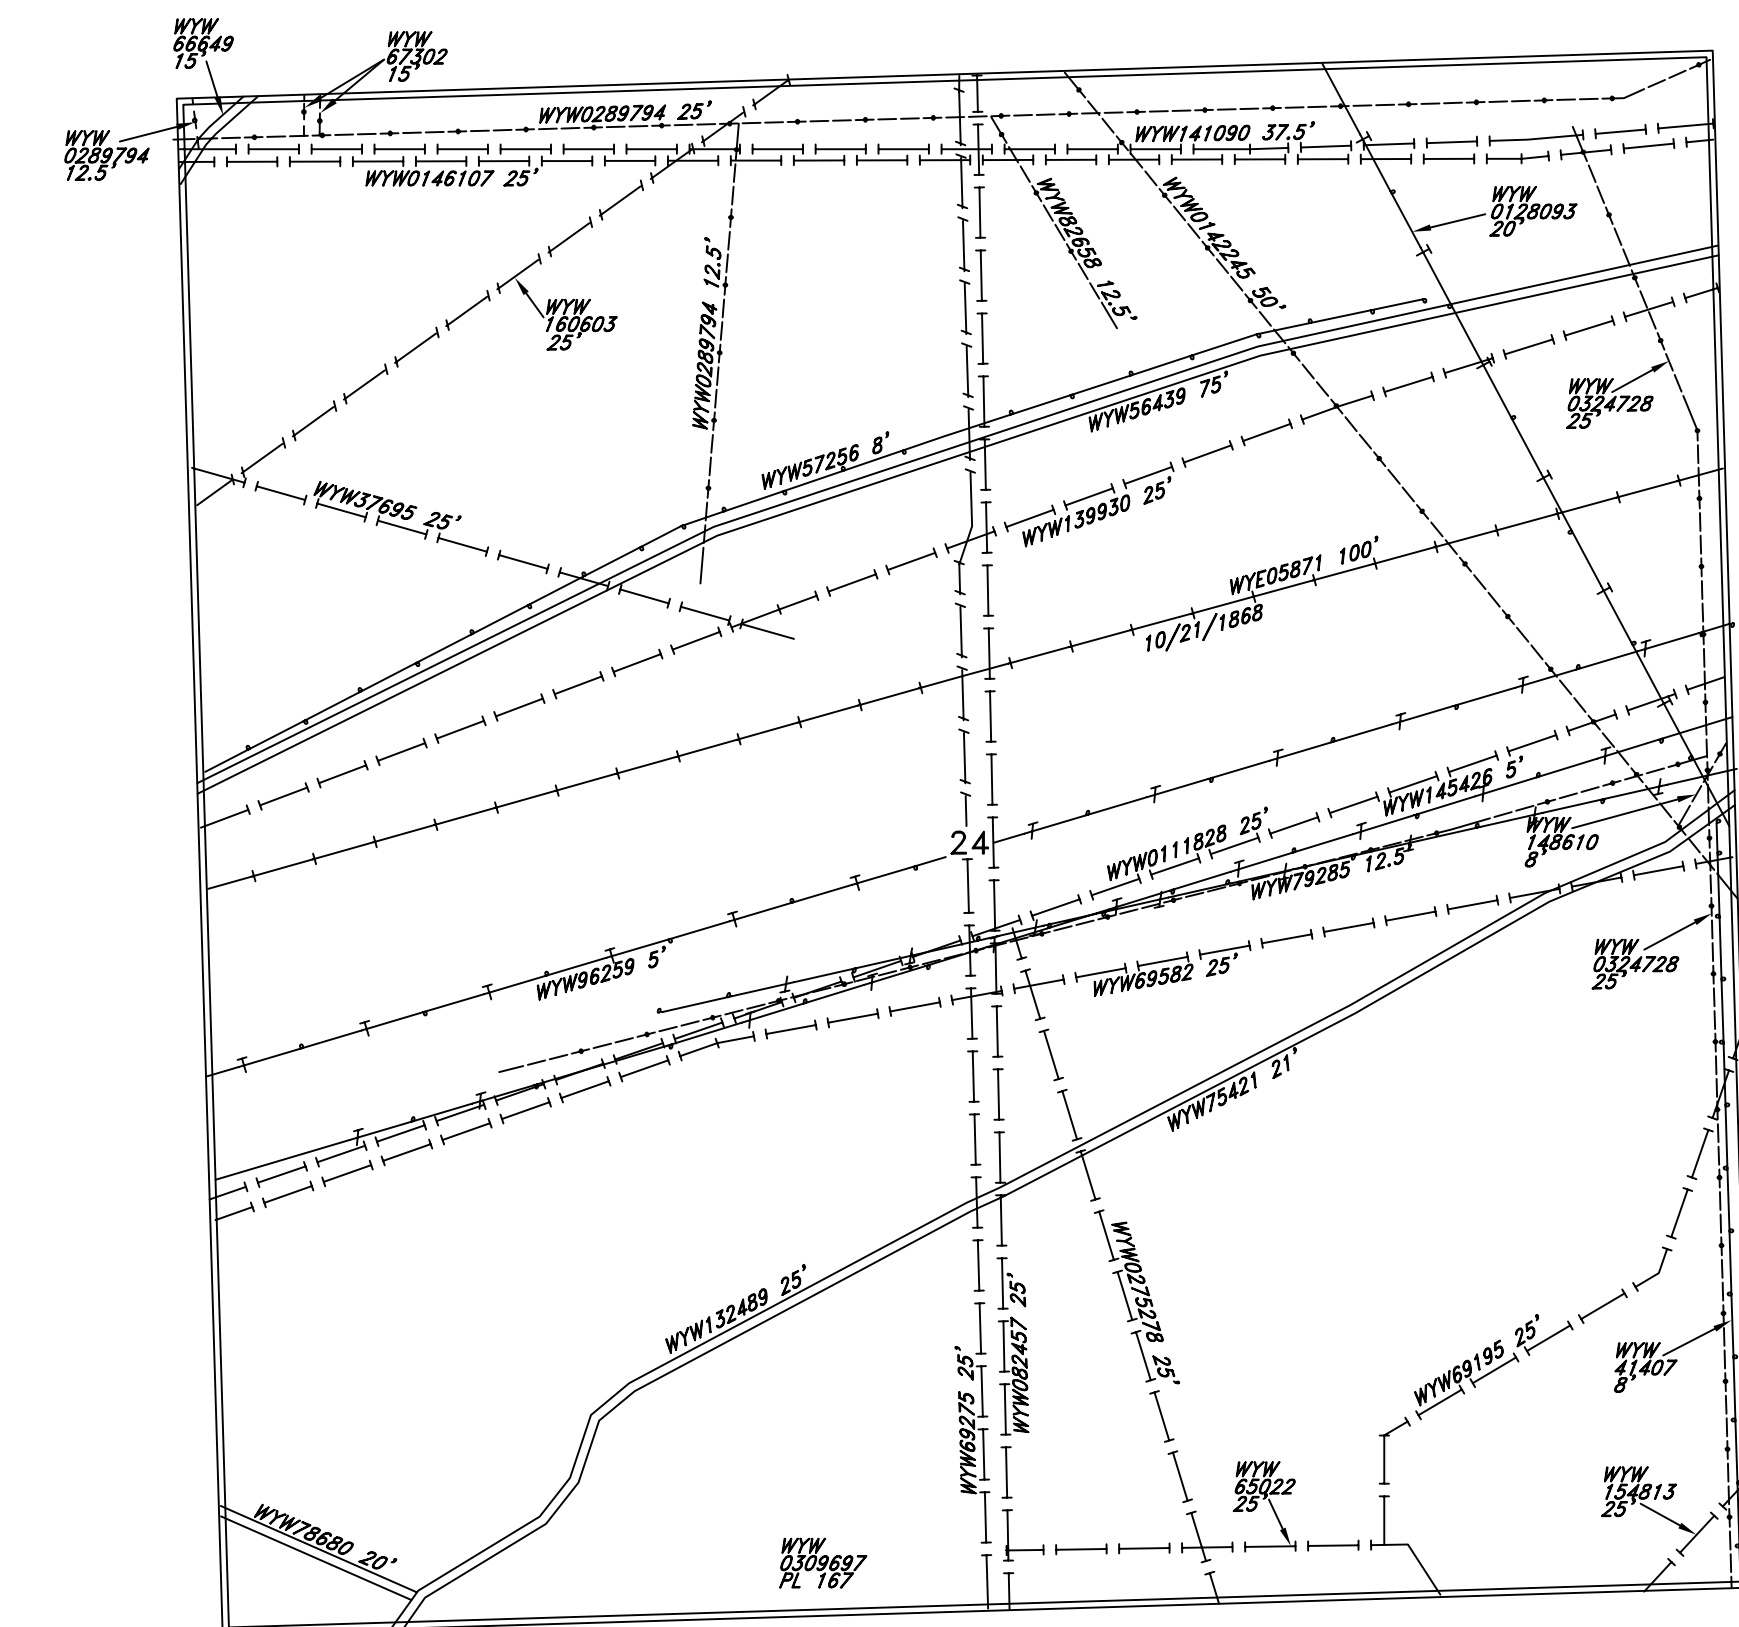 WYW
66649
15'
WYW
67302
15'
WYW0289794 25'
WYW141090 37.5'
WYW
0289794
12.5'
WYW0146107 25'
WYW82658 12.5'
WYW0142245 50'
WYW
0128093
20'
WYW0289794 12.5'
WYW
160603
25'
WYW56439 75'
WYW
0324728
25'
WYW57256 8'
WYW37695 25'
WYW139930 25'
WYE05871 100'
10/21/1868
24
WYW0111828 25'
WYW145426 5'
WYW
148610
8'
WYW79285 12.5'
WYW96259 5'
WYW69582 25'
WYW
0324728
25'
WYW75421 21'
WYW132489 25'
WYW0275278 25'
WYW082457 25'
WYW69275 25'
WYW69195 25'
WYW
41407
8'
WYW
65022
25'
WYW
154813
25'
WYW78680 20'
WYW
0309697
PL 167